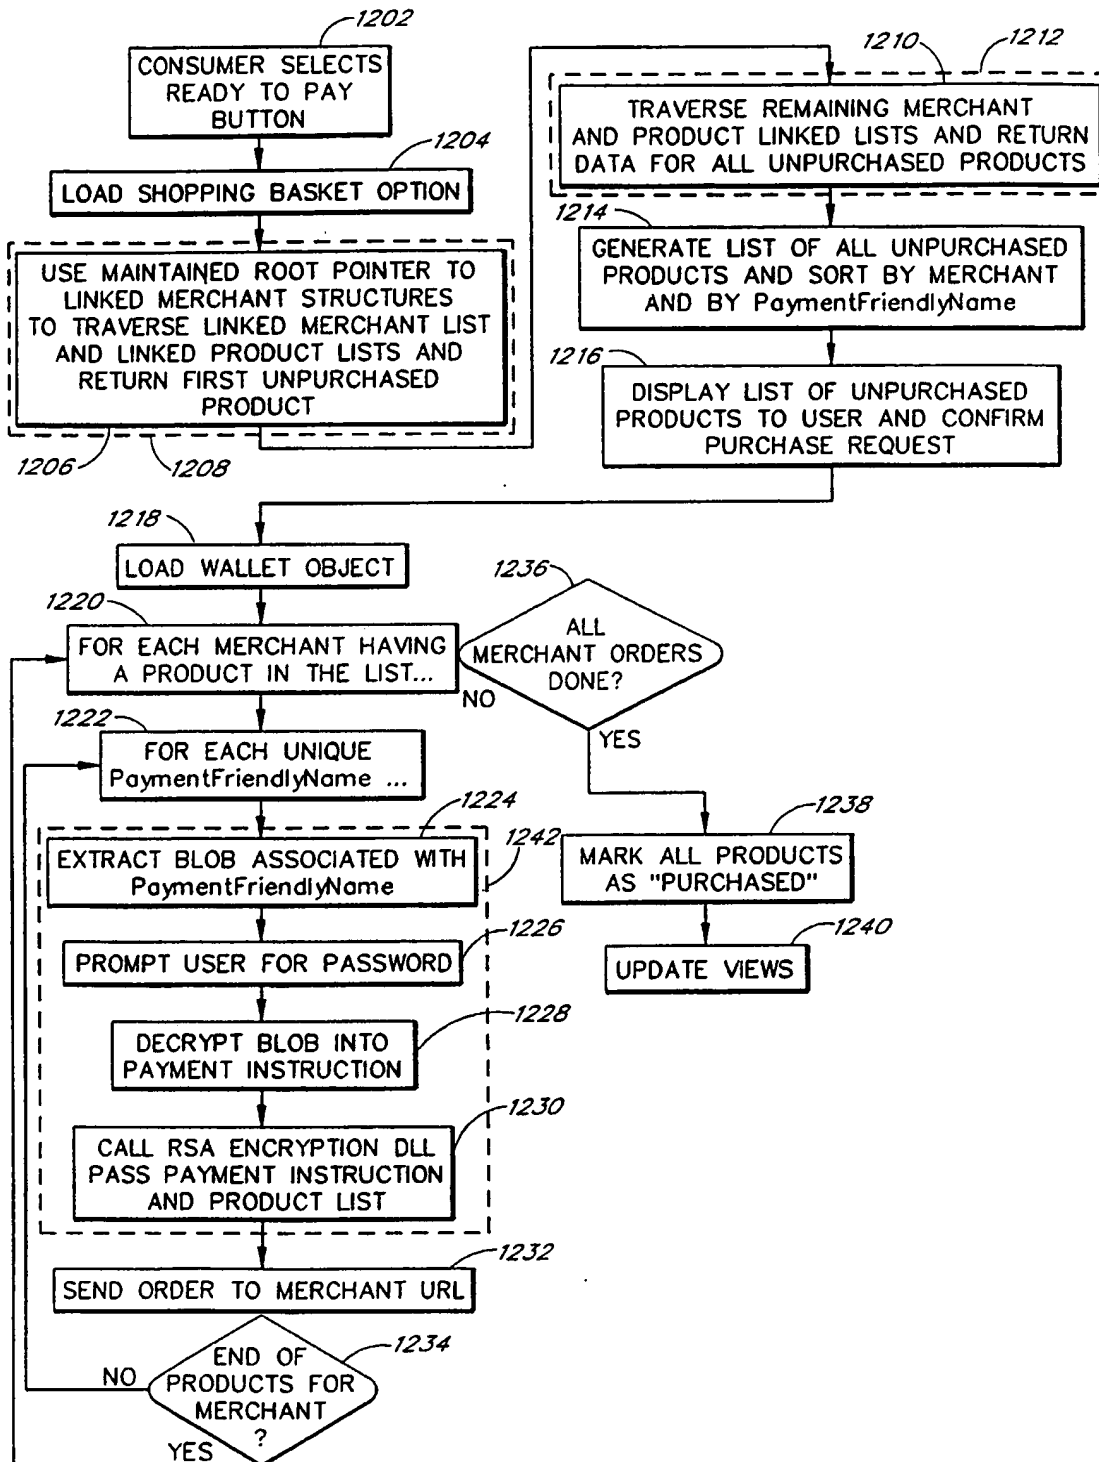 1202
CONSUMER SELECTS
READY TO PAY
BUTTON
1204
LOAD SHOPPING BASKET OPTION
USE MAINTAINED ROOT POINTER TO
LINKED MERCHANT STRUCTURES
TO TRAVERSE LINKED MERCHANT LIST
AND LINKED PRODUCT LISTS AND
RETURN FIRST UNPURCHASED
PRODUCT
1206
1208
1210
1212
TRAVERSE REMAINING MERCHANT
AND PRODUCT LINKED LISTS AND RETURN
DATA FOR ALL UNPURCHASED PRODUCTS
1214
GENERATE LIST OF ALL UNPURCHASED
PRODUCTS AND SORT BY MERCHANT
AND BY PaymentFriendlyName
1216
DISPLAY LIST OF UNPURCHASED
PRODUCTS TO USER AND CONFIRM
PURCHASE REQUEST
1218
LOAD WALLET OBJECT
1220
FOR EACH MERCHANT HAVING
A PRODUCT IN THE LIST...
1236
ALL
MERCHANT ORDERS
DONE?
NO
YES
1222
FOR EACH UNIQUE
PaymentFriendlyName ...
1224
1242
EXTRACT BLOB ASSOCIATED WITH
PaymentFriendlyName
1226
PROMPT USER FOR PASSWORD
1228
DECRYPT BLOB INTO
PAYMENT INSTRUCTION
1230
CALL RSA ENCRYPTION DLL
PASS PAYMENT INSTRUCTION
AND PRODUCT LIST
1232
SEND ORDER TO MERCHANT URL
1234
END OF
PRODUCTS FOR
MERCHANT
?
NO
YES
1238
MARK ALL PRODUCTS
AS "PURCHASED"
1240
UPDATE VIEWS